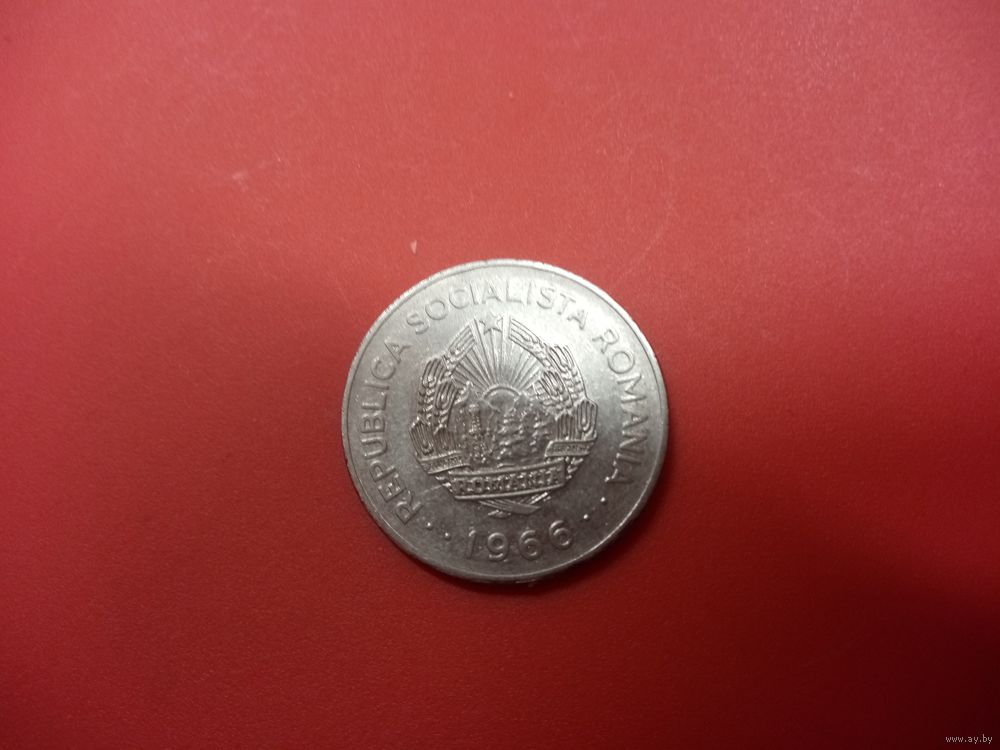 REPUBLICA SOCIALISTA ROMANIA
ROMANIA
1966
www.ay.by